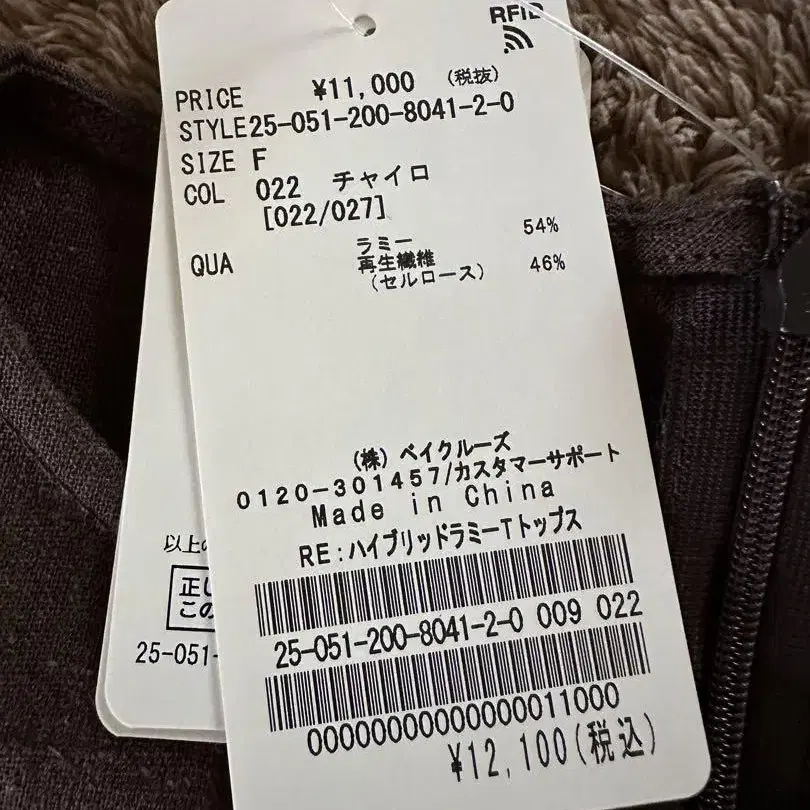 RFID
PRICE ¥11,000 (税抜)
STYLE25-051-200-8041-2-0
SIZE F
COL 022 チャイロ
[022/027]
QUA ラミー 54%
再生繊維
(セルロース) 46%
(株) ベイクルーズ
0120-301457/カスタマーサポート
Made in China
RE:ハイブリッドラミーTトップス
25-051-200-8041-2-0 009 022
00000000000000011000
¥12,100(税込)
以上の
正し
この
25-051-